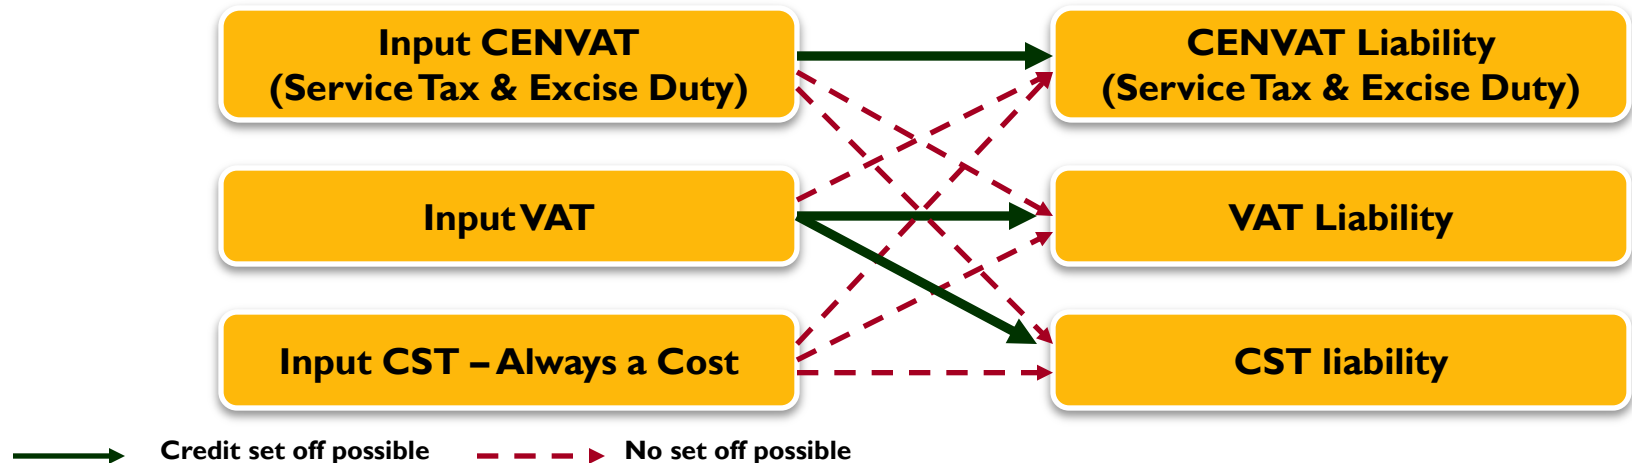 Input CENVAT
(Service Tax & Excise Duty)
CENVAT Liability
(Service Tax & Excise Duty)
Input VAT
VAT Liability
Input CST – Always a Cost
CST liability
Credit set off possible
No set off possible